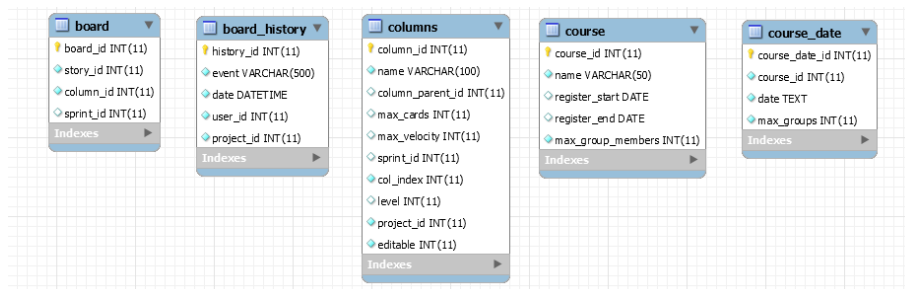 board
board_id INT(11)
story_id INT(11)
column_id INT(11)
sprint_id INT(11)
Indexes
board_history
history_id INT(11)
event VARCHAR(500)
date DATETIME
user_id INT(11)
project_id INT(11)
Indexes
columns
column_id INT(11)
name VARCHAR(100)
column_parent_id INT(11)
max_cards INT(11)
max_velocity INT(11)
sprint_id INT(11)
col_index INT(11)
level INT(11)
project_id INT(11)
editable INT(11)
Indexes
course
course_id INT(11)
name VARCHAR(50)
register_start DATE
register_end DATE
max_group_members INT(11)
Indexes
course_date
course_date_id INT(11)
course_id INT(11)
date TEXT
max_groups INT(11)
Indexes